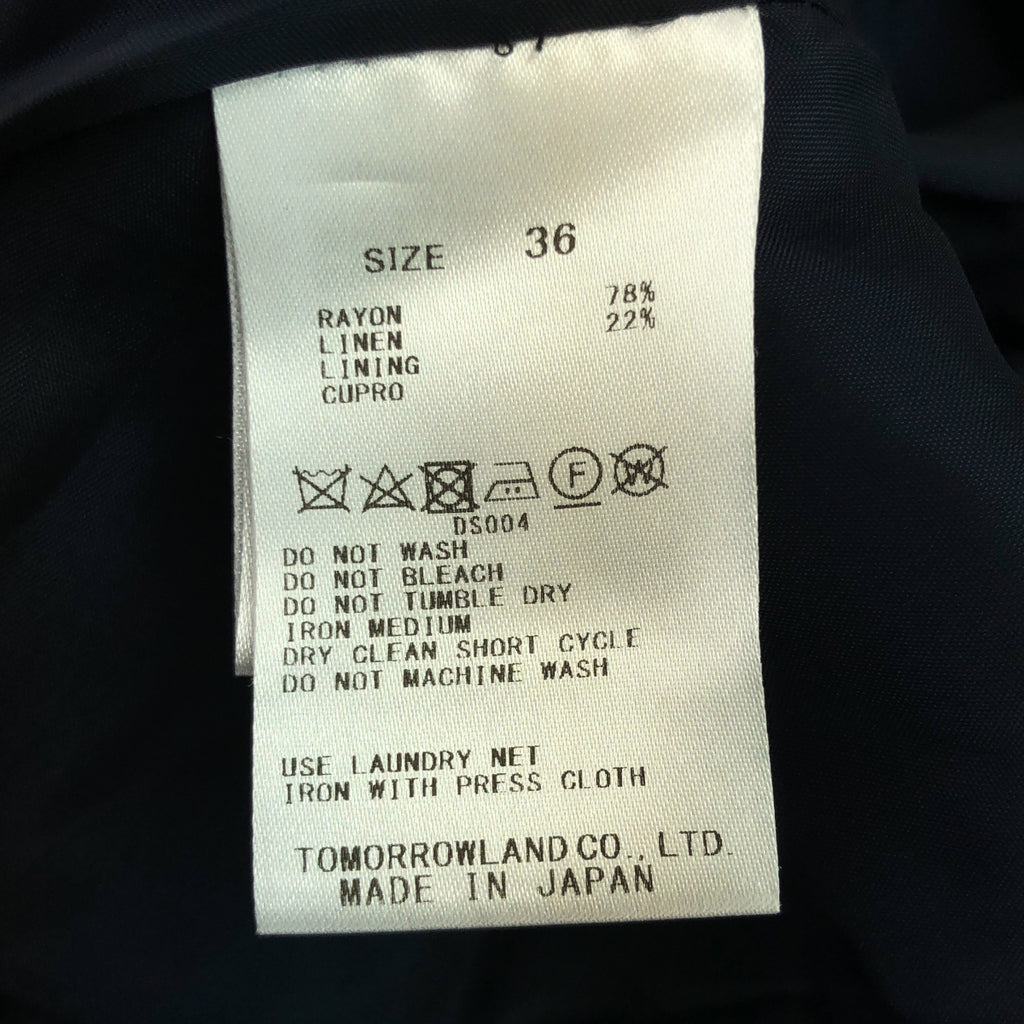 SIZE 36
RAYON 78%
LINEN 22%
LINING
CUPRO
F W
DS004
DO NOT WASH
DO NOT BLEACH
DO NOT TUMBLE DRY
IRON MEDIUM
DRY CLEAN SHORT CYCLE
DO NOT MACHINE WASH
USE LAUNDRY NET
IRON WITH PRESS CLOTH
TOMORROWLAND CO., LTD.
MADE IN JAPAN